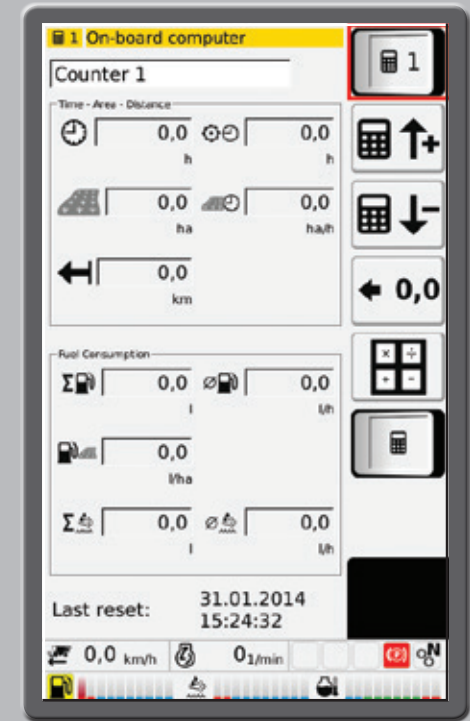 1 On-board computer
1
Counter 1
Time - Area - Distance
0,0 0,0
h h
+
0,0 0,0
ha ha/h
-
0,0
km
0,0
Fuel Consumption
× ÷
+ -
Σ 0,0 ⌀ 0,0
l l/h
0,0
l/ha
Σ 0,0 ⌀ 0,0
l l/h
Last reset: 31.01.2014
15:24:32
0,0 km/h 0 1/min (P) N